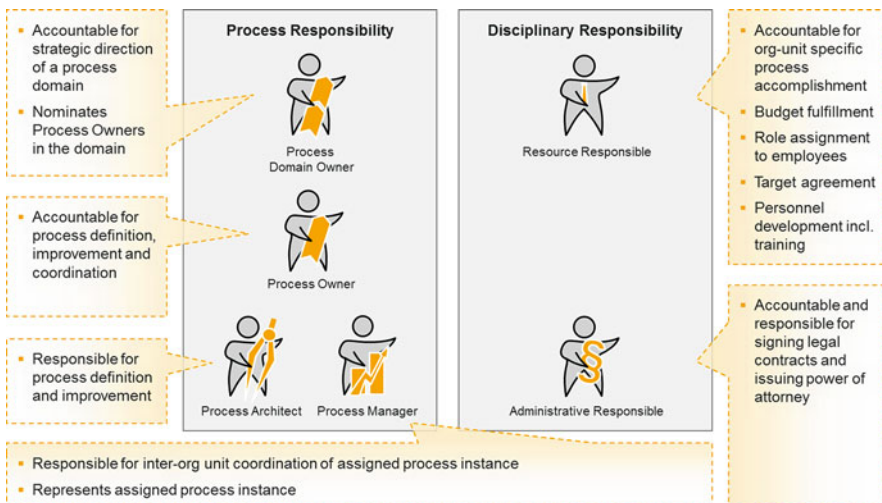 Process Responsibility
Disciplinary Responsibility
▪ Accountable for
strategic direction
of a process
domain
▪ Nominates
Process Owners
in the domain
Process
Domain Owner
Resource Responsible
▪ Accountable for
org-unit specific
process
accomplishment
▪ Budget fulfillment
▪ Role assignment
to employees
▪ Target agreement
▪ Personnel
development incl.
training
▪ Accountable for
process definition,
improvement and
coordination
Process Owner
▪ Responsible for
process definition
and improvement
Process Architect
Process Manager
§
Administrative Responsible
▪ Accountable and
responsible for
signing legal
contracts and
issuing power of
attorney
▪ Responsible for inter-org unit coordination of assigned process instance
▪ Represents assigned process instance